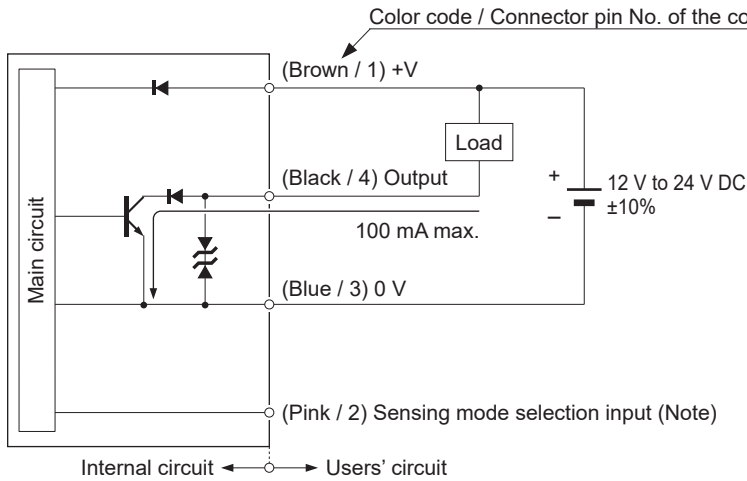 Color code / Connector pin No. of the co
(Brown / 1) +V
Load
(Black / 4) Output
+
12 V to 24 V DC
−
±10%
100 mA max.
Main circuit
(Blue / 3) 0 V
(Pink / 2) Sensing mode selection input (Note)
Internal circuit
Users’ circuit